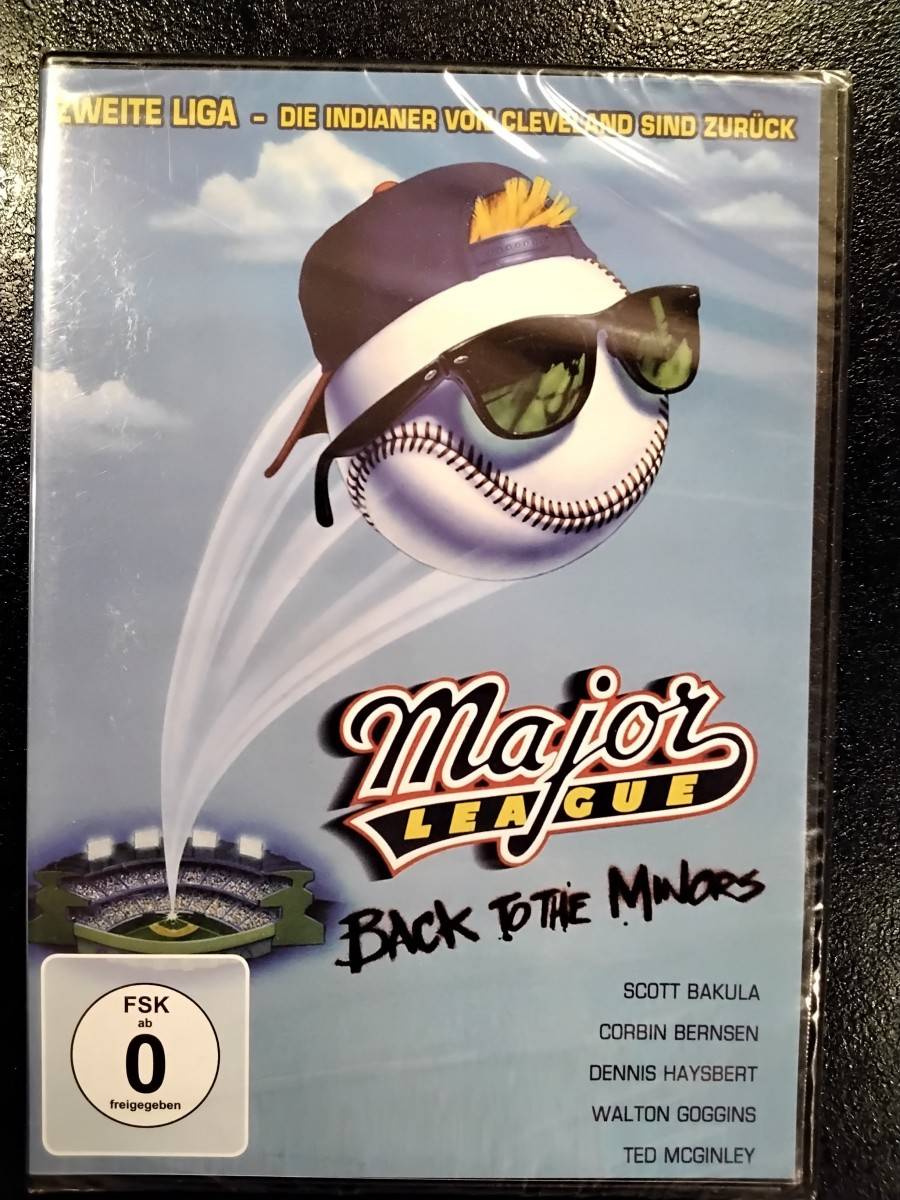 ZWEITE LIGA - DIE INDIANER VON CLEVELAND SIND ZURÜCK
Major
LEAGUE
BACK TO THE MINORS
SCOTT BAKULA
CORBIN BERNSEN
DENNIS HAYSBERT
WALTON GOGGINS
TED MCGINLEY
FSK
ab
0
freigegeben